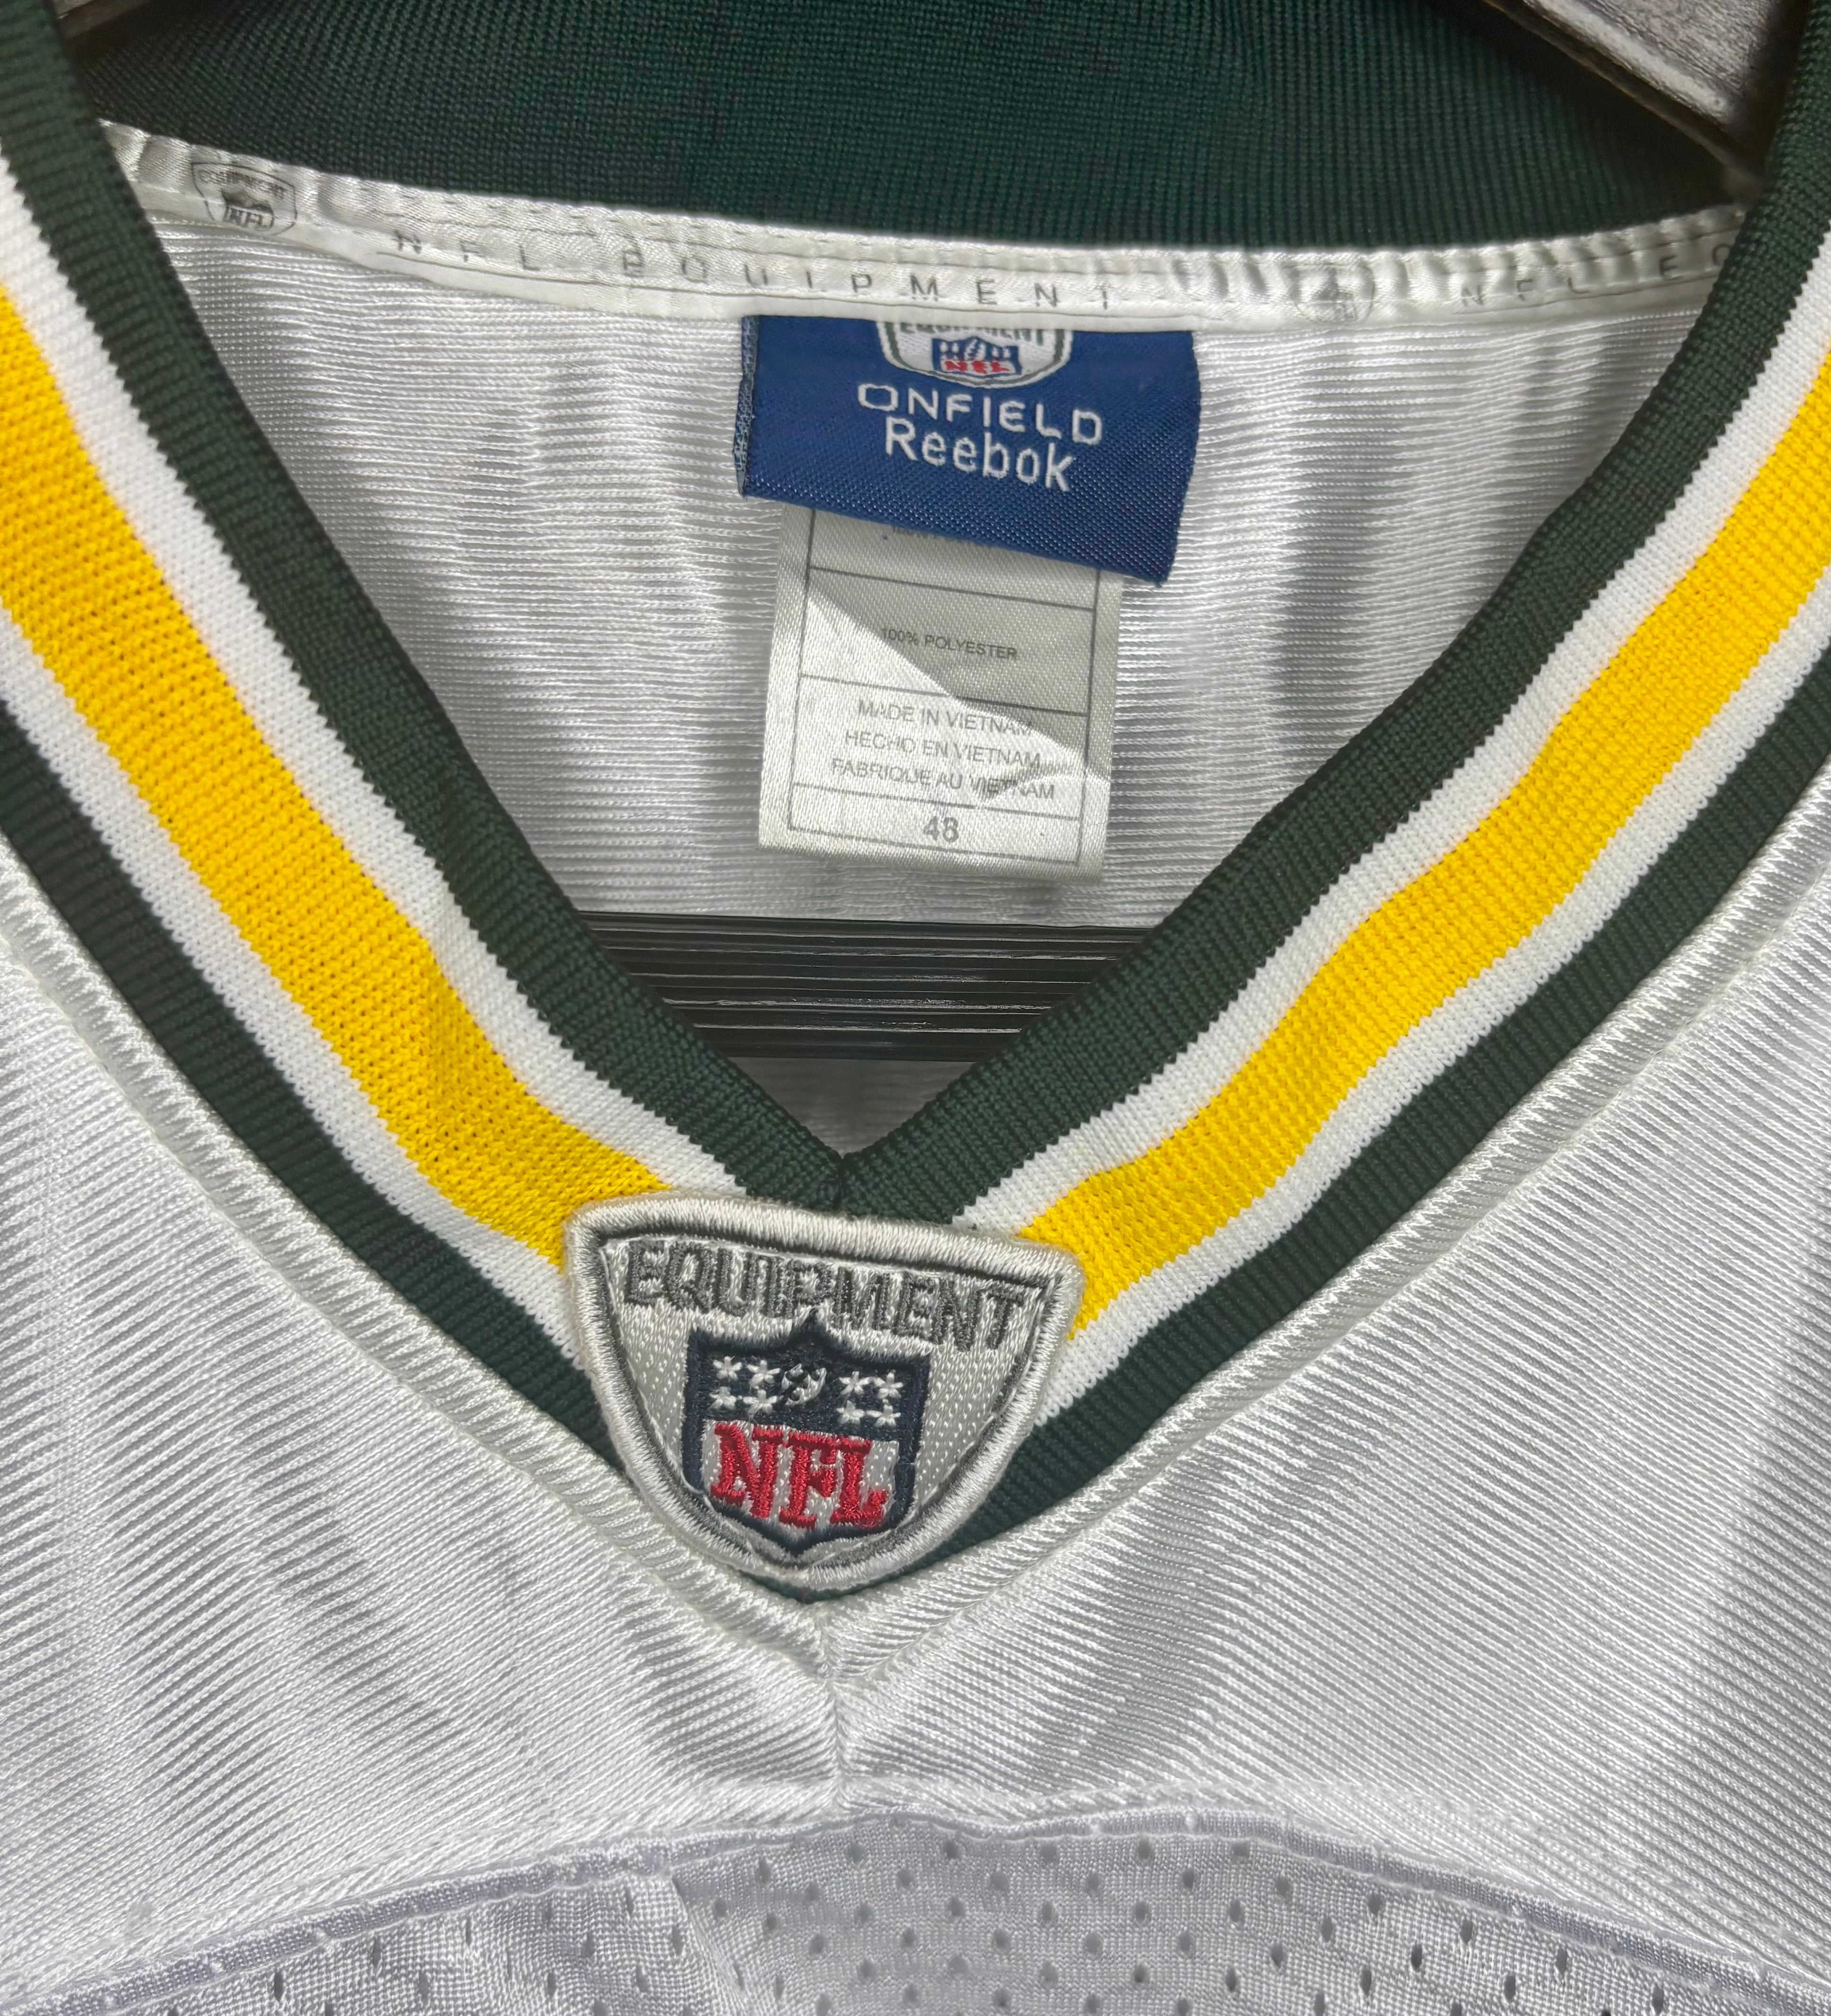 EQUIPMENT
NFL
NFL EQUIPMENT
NFL EQ
EQUIPMENT
NFL
ONFIELD
Reebok
100% POLYESTER
MADE IN VIETNAM
HECHO EN VIETNAM
FABRIQUE AU VIETNAM
48
EQUIPMENT
NFL